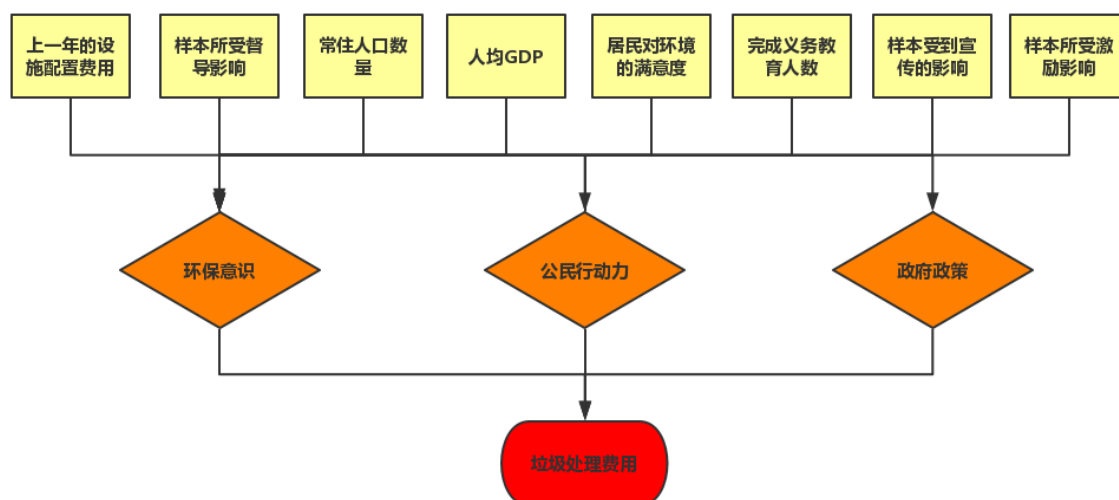 上一年的设
施配置费用
样本所受督
导影响
常住人口数
量
人均GDP
居民对环境
的满意度
完成义务教
育人数
样本受到宣
传的影响
样本所受激
励影响
环保意识
公民行动力
政府政策
垃圾处理费用